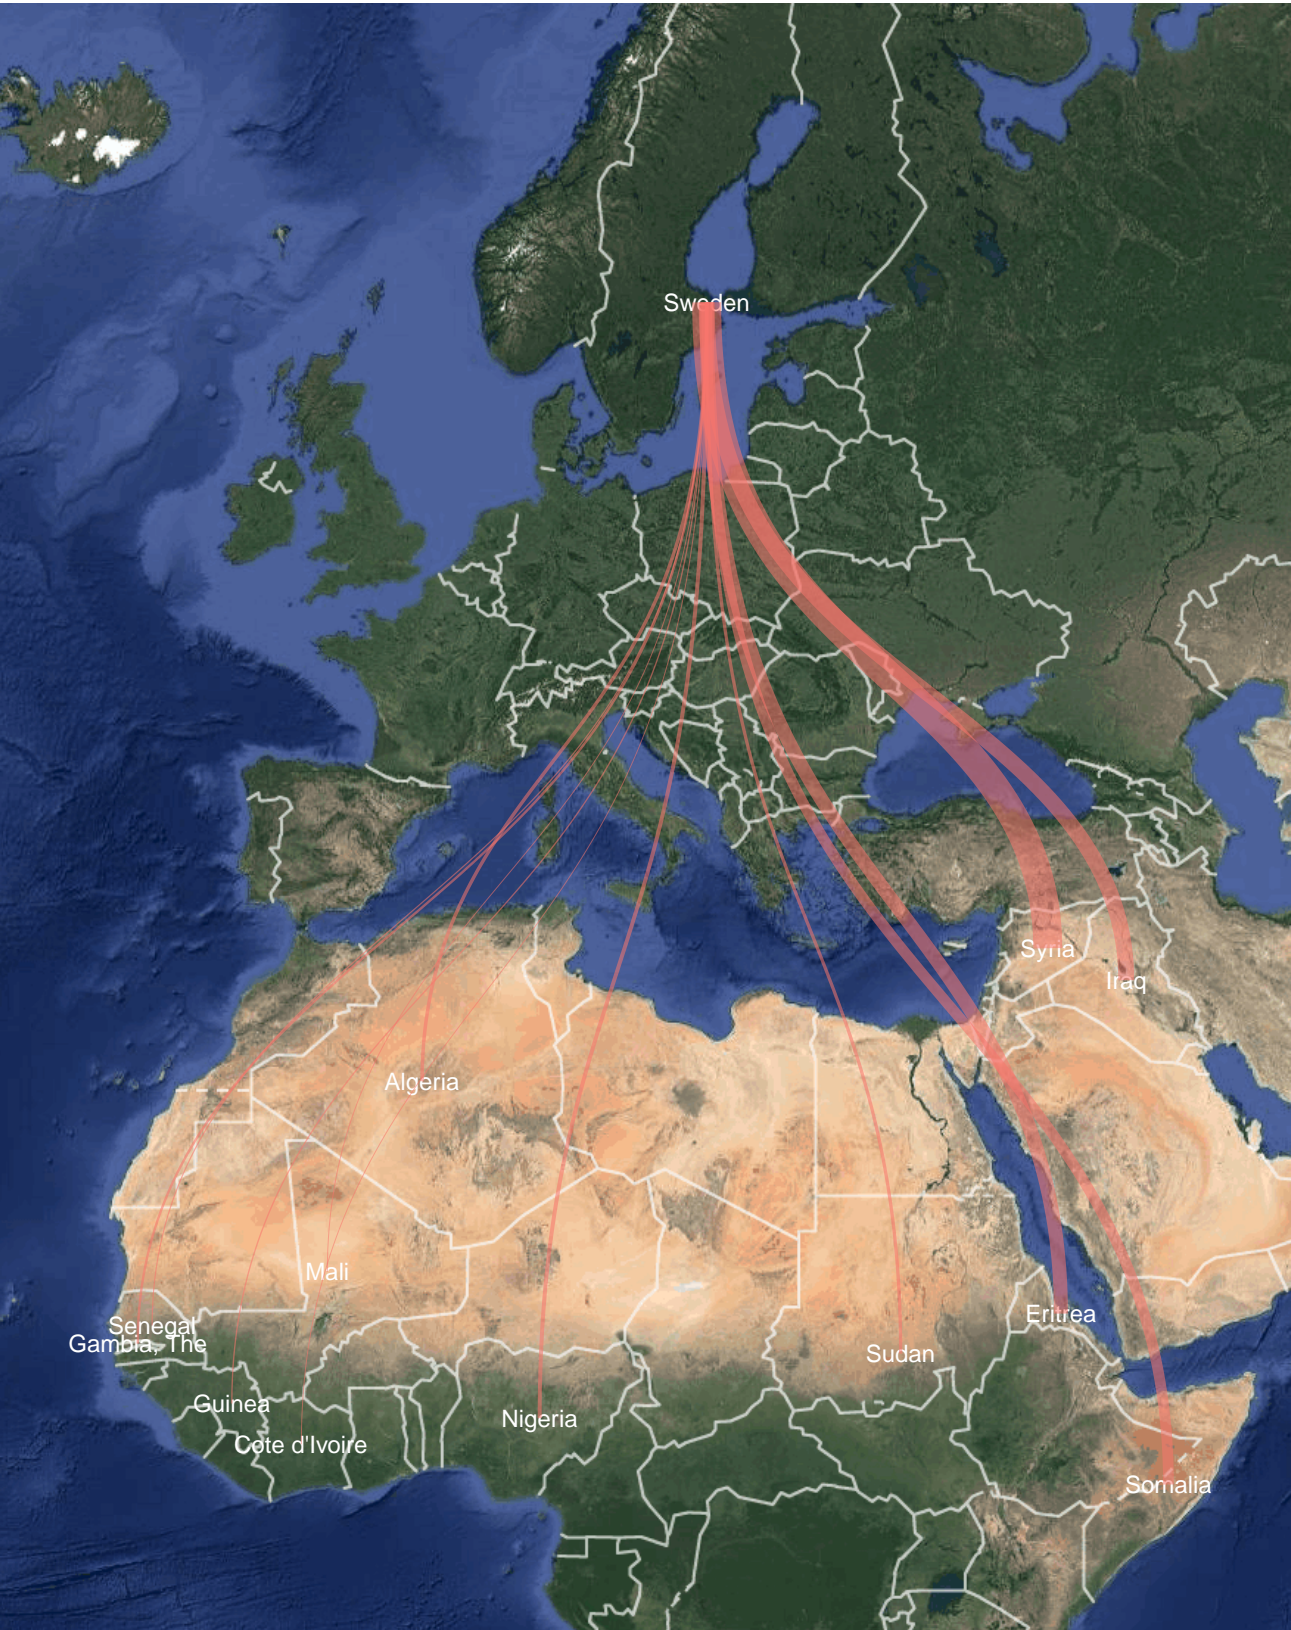 Sweden
Syria
Iraq
Algeria
Mali
Senegal
Gambia, The
Eritrea
Sudan
Guinea
Nigeria
Cote d'Ivoire
Somalia